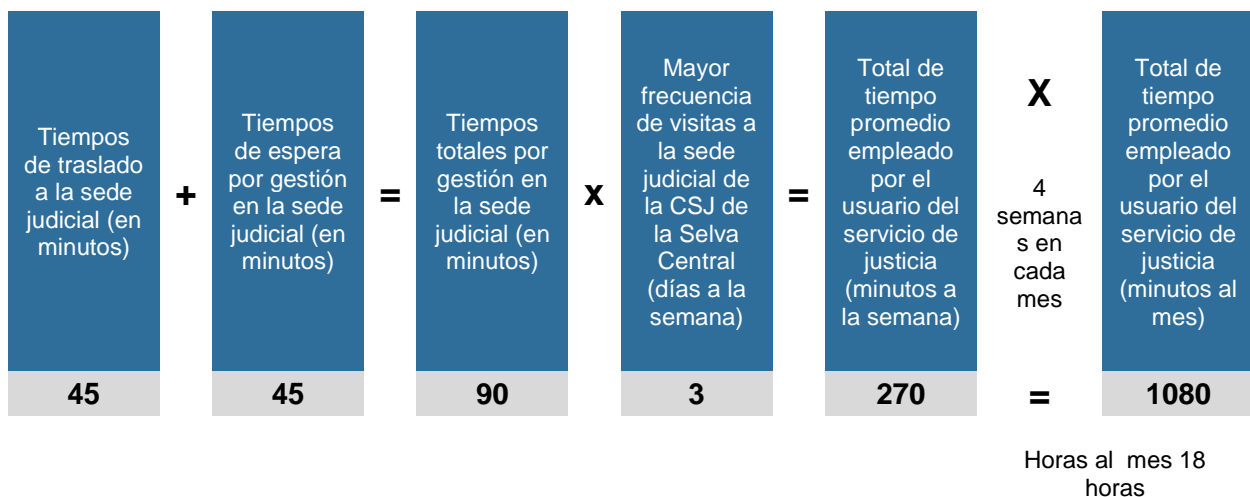 Tiempos
de traslado
a la sede
judicial (en
minutos)
45
+
Tiempos
de espera
por gestión
en la sede
judicial (en
minutos)
45
=
Tiempos
totales por
gestión en
la sede
judicial (en
minutos)
90
x
Mayor
frecuencia
de visitas a
la sede
judicial de
la CSJ de
la Selva
Central
(días a la
semana)
3
=
Total de
tiempo
promedio
empleado
por el
usuario del
servicio de
justicia
(minutos a
la semana)
270
X
4
semana
s en
cada
mes
=
Total de
tiempo
promedio
empleado
por el
usuario del
servicio de
justicia
(minutos al
mes)
1080
Horas al mes 18
horas